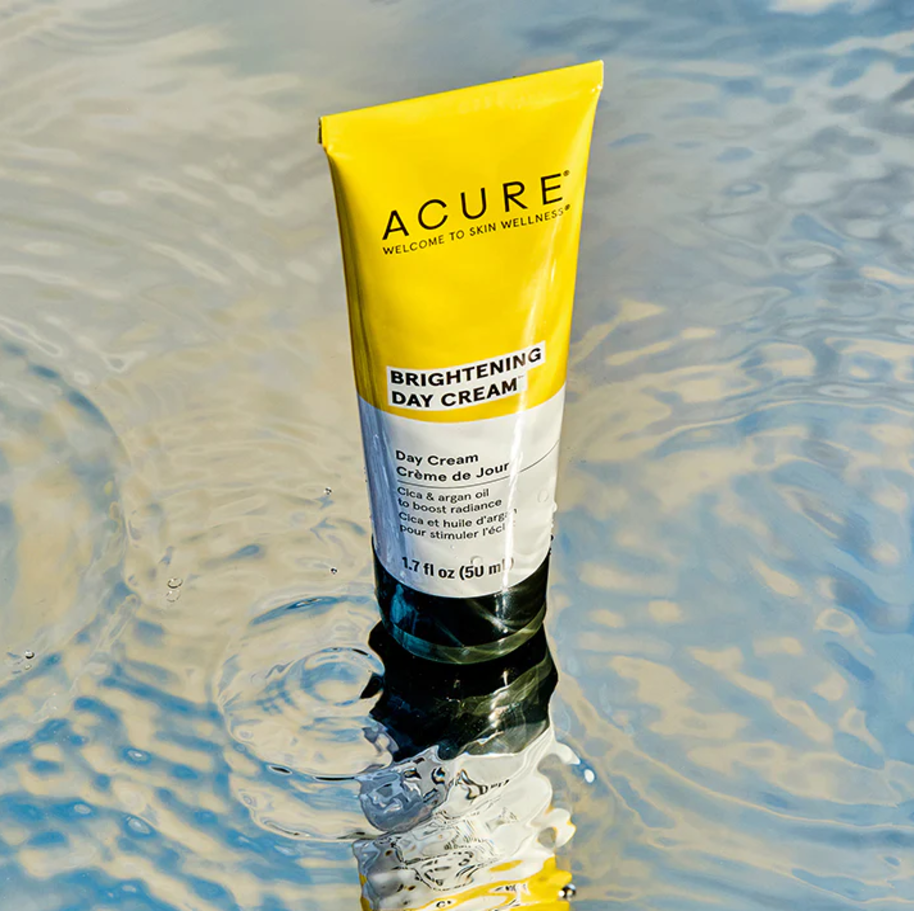 ACURE®
WELCOME TO SKIN WELLNESS®
BRIGHTENING
DAY CREAM™
Day Cream
Crème de Jour
Cica & argan oil
to boost radiance
Cica et huile d'argan
pour stimuler
1.7 fl oz (50 ml)